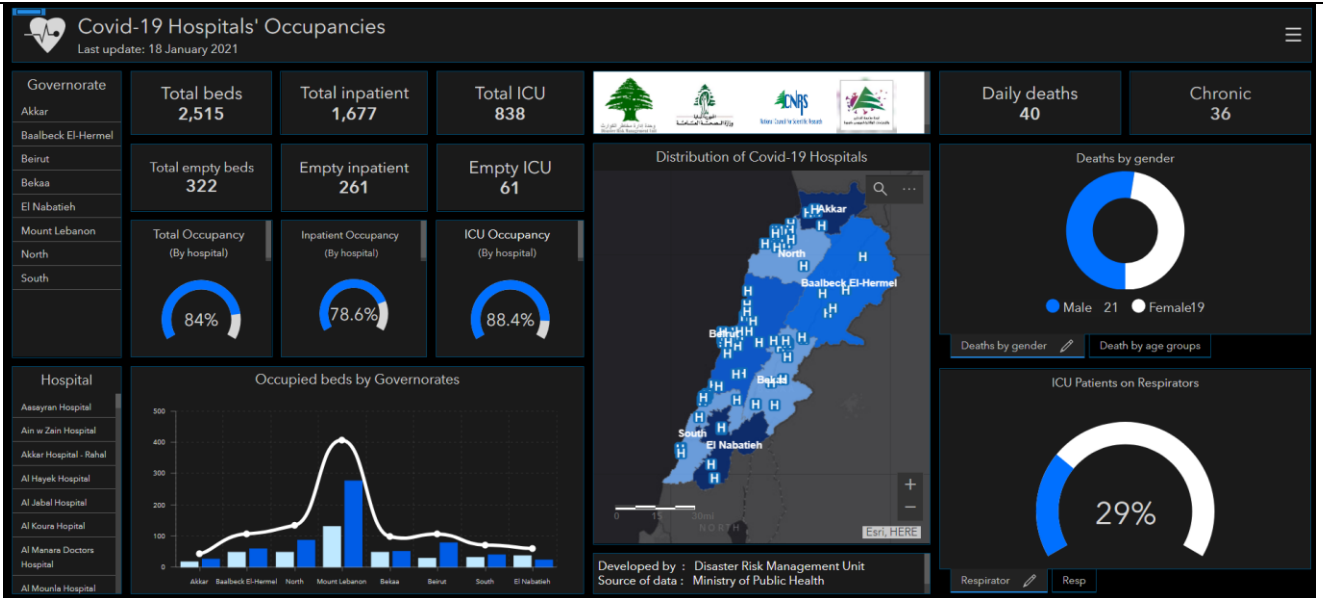 Covid-19 Hospitals' Occupancies
Last update: 18 January 2021
Governorate
Akkar
Baalbeck El-Hermel
Beirut
Bekaa
El Nabatieh
Mount Lebanon
North
South
Total beds
2,515
Total inpatient
1,677
Total ICU
838
Total empty beds
322
Empty inpatient
261
Empty ICU
61
Total Occupancy
(By hospital)
84%
Inpatient Occupancy
(By hospital)
78.6%
ICU Occupancy
(By hospital)
88.4%
Hospital
Aasayran Hospital
Ain w Zain Hospital
Akkar Hospital - Rahal
Al Hayek Hospital
Al Jabal Hospital
Al Koura Hopital
Al Manara Doctors
Hospital
Al Mounla Hospital
Occupied beds by Governorates
500
400
300
200
100
0
Akkar Baalbeck El-Hermel North Mount Lebanon Bekaa Beirut South El Nabatieh
CNRS
National Council for Scientific Research
Distribution of Covid-19 Hospitals
Akkar
North
Baalbeck El-Hermel
Beirut
Bekaa
South
El Nabatieh
0 15 30mi
NORTH
Esri, HERE
Developed by : Disaster Risk Management Unit
Source of data : Ministry of Public Health
Daily deaths
40
Chronic
36
Deaths by gender
Male 21 Female19
Deaths by gender Death by age groups
ICU Patients on Respirators
29%
Respirator Resp